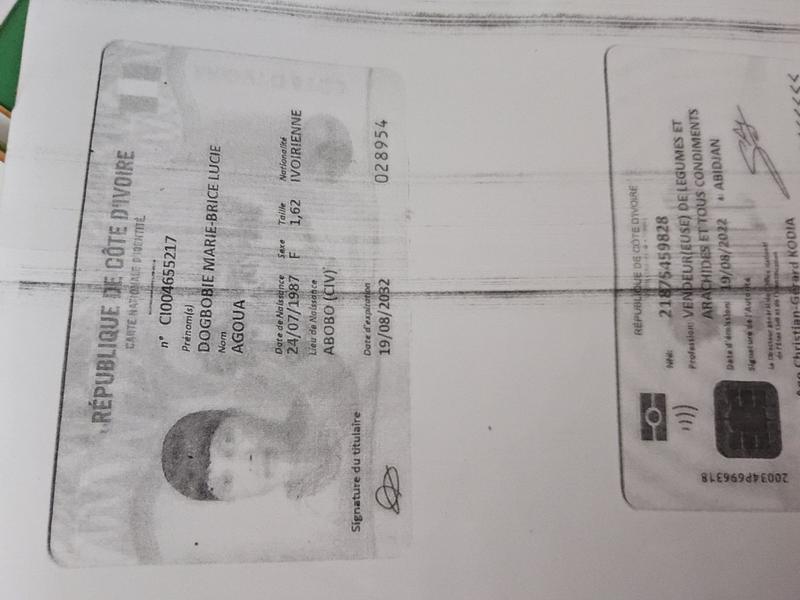 RÉPUBLIQUE DE CÔTE D'IVOIRE
CARTE NATIONALE D'IDENTITÉ
n° CI004655217
Prénom(s)
DOGBOBIE MARIE-BRICE LUCIE
Nom
AGOUA
Date de Naissance Sexe Taille Nationalité
24/07/1987 F 1,62 IVOIRIENNE
Lieu de Naissance
ABOBO (CIV)
Date d'expiration
19/08/2032
028954
Signature du titulaire
RÉPUBLIQUE DE CÔTE D'IVOIRE
NNI: 21875459828
Profession: VENDEUR(EUSE) DE LEGUMES ET
ARACHIDES ET TOUS CONDIMENTS
Date d'émission: 19/08/2022 à: ABIDJAN
Signature de l'Autorité
Christian-Gérard KODIA
20034P696318
<<<<<